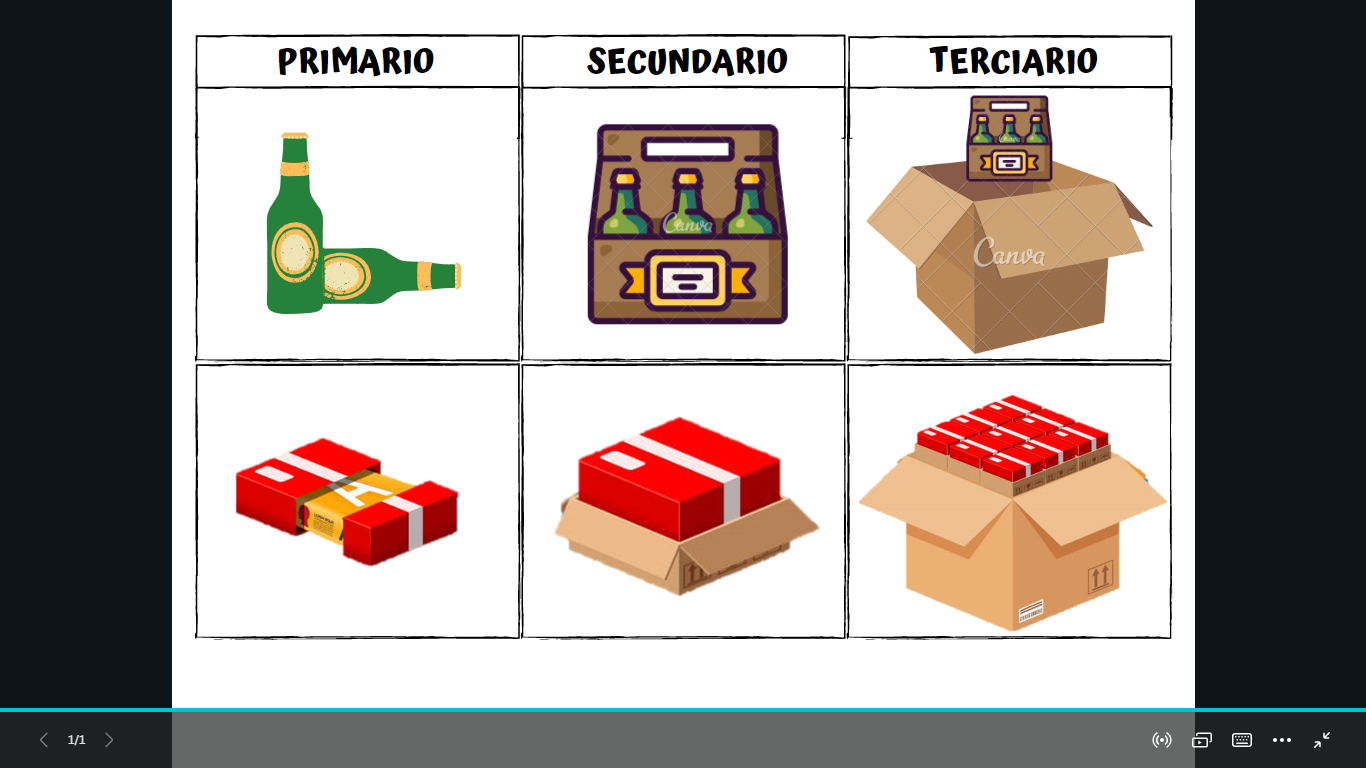 PRIMARIO
SECUNDARIO
TERCIARIO
Canva
Canva
A
1/1